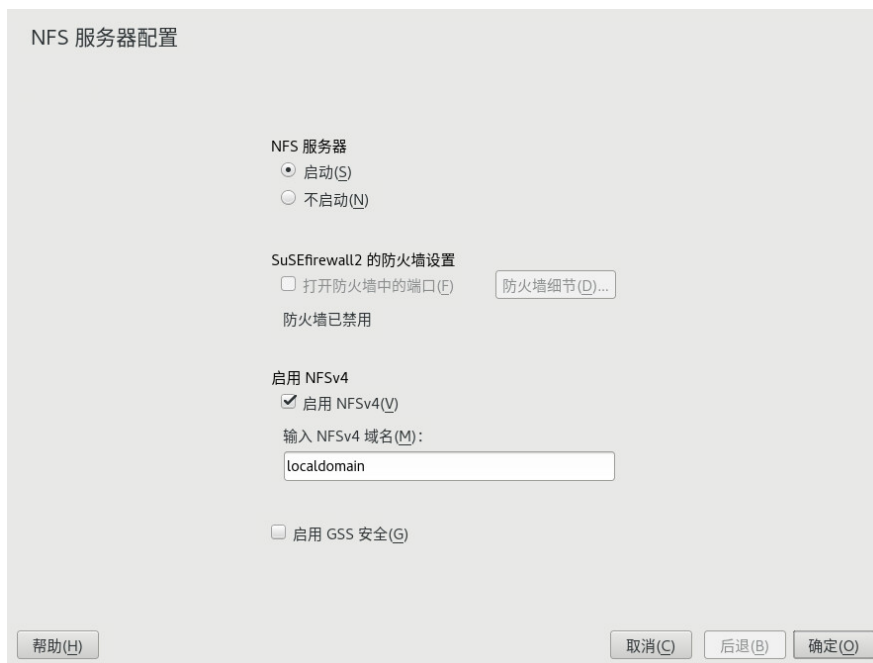 NFS 服务器配置
NFS 服务器
启动(S)
不启动(N)
SuSEfirewall2 的防火墙设置
打开防火墙中的端口(F) 防火墙细节(D)...
防火墙已禁用
启用 NFSv4
启用 NFSv4(V)
输入 NFSv4 域名(M)：
localdomain
启用 GSS 安全(G)
帮助(H) 取消(C) 后退(B) 确定(O)